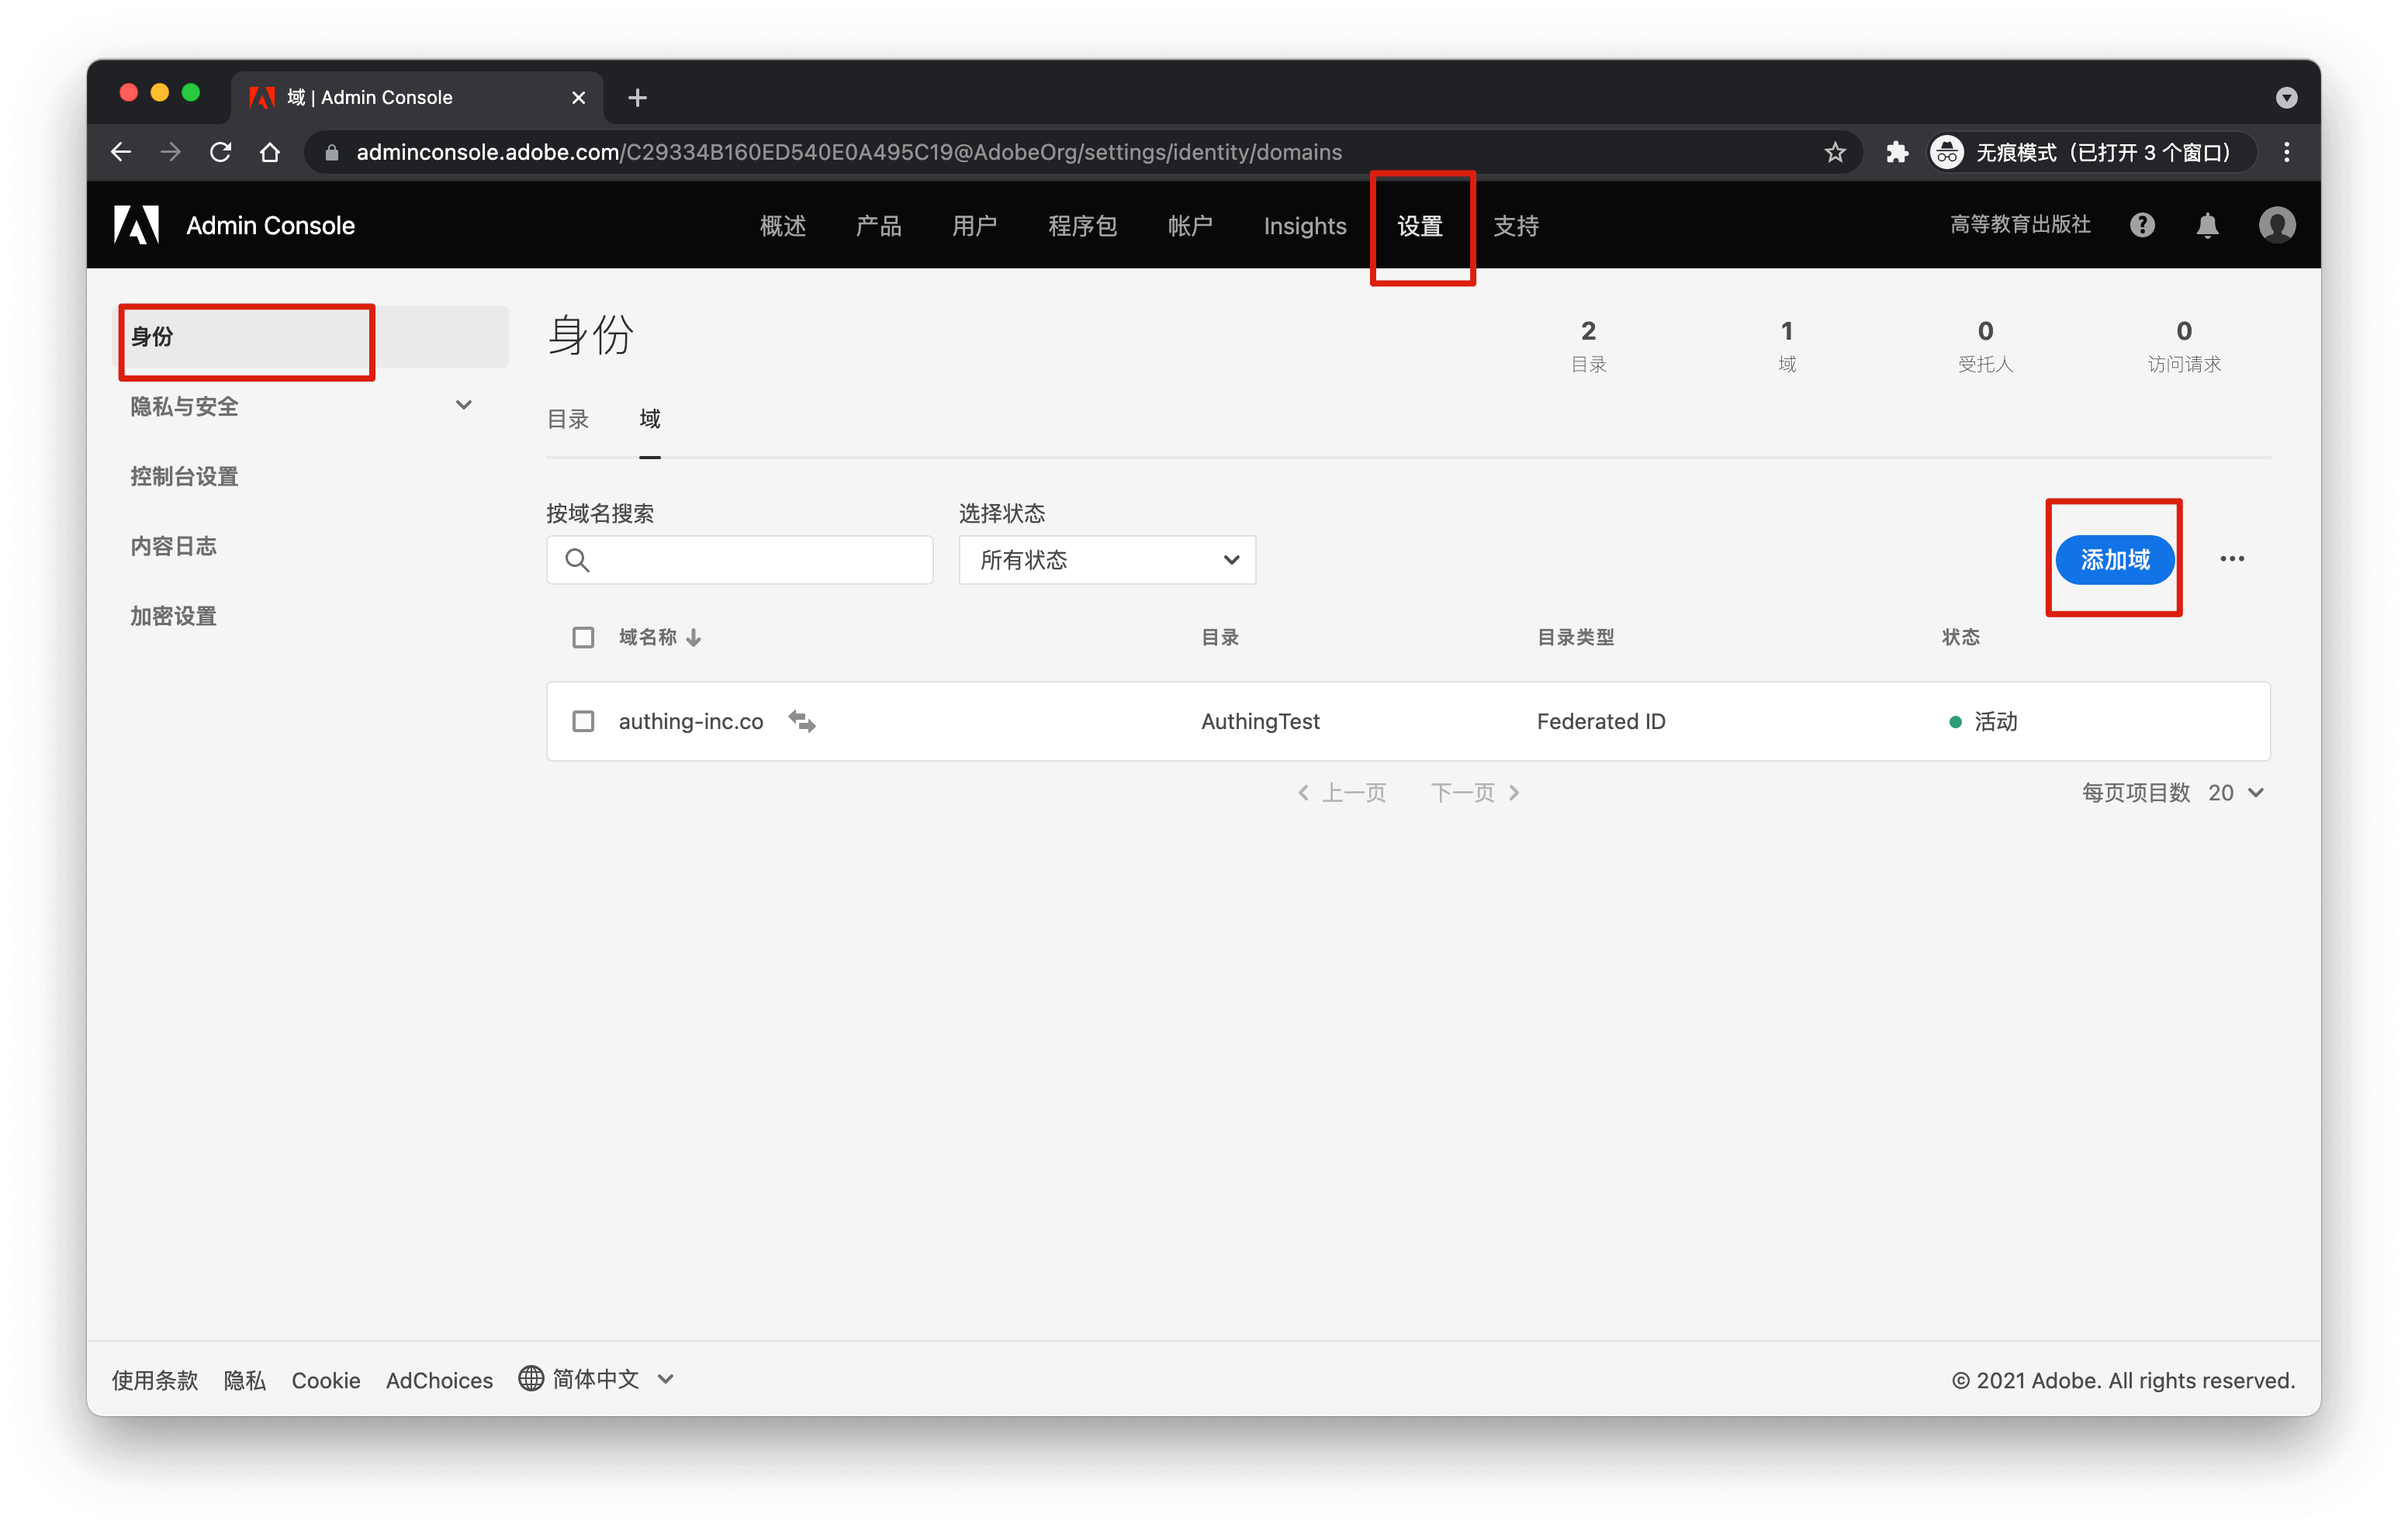 域 | Admin Console
adminconsole.adobe.com/C29334B160ED540E0A495C19@AdobeOrg/settings/identity/domains
无痕模式（已打开 3 个窗口）
Admin Console
概述 产品 用户 程序包 帐户 Insights 设置 支持
高等教育出版社
身份
隐私与安全
控制台设置
内容日志
加密设置
身份
2 1 0 0
目录 域 受托人 访问请求
目录 域
按域名搜索 选择状态
所有状态
添加域
域名称 目录 目录类型 状态
authing-inc.co AuthingTest Federated ID 活动
上一页 下一页 每页项目数 20
使用条款 隐私 Cookie AdChoices 简体中文
© 2021 Adobe. All rights reserved.